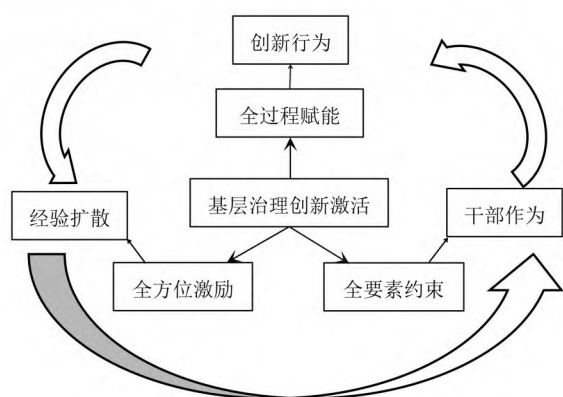 创新行为
全过程赋能
基层治理创新激活
经验扩散
干部作为
全方位激励
全要素约束